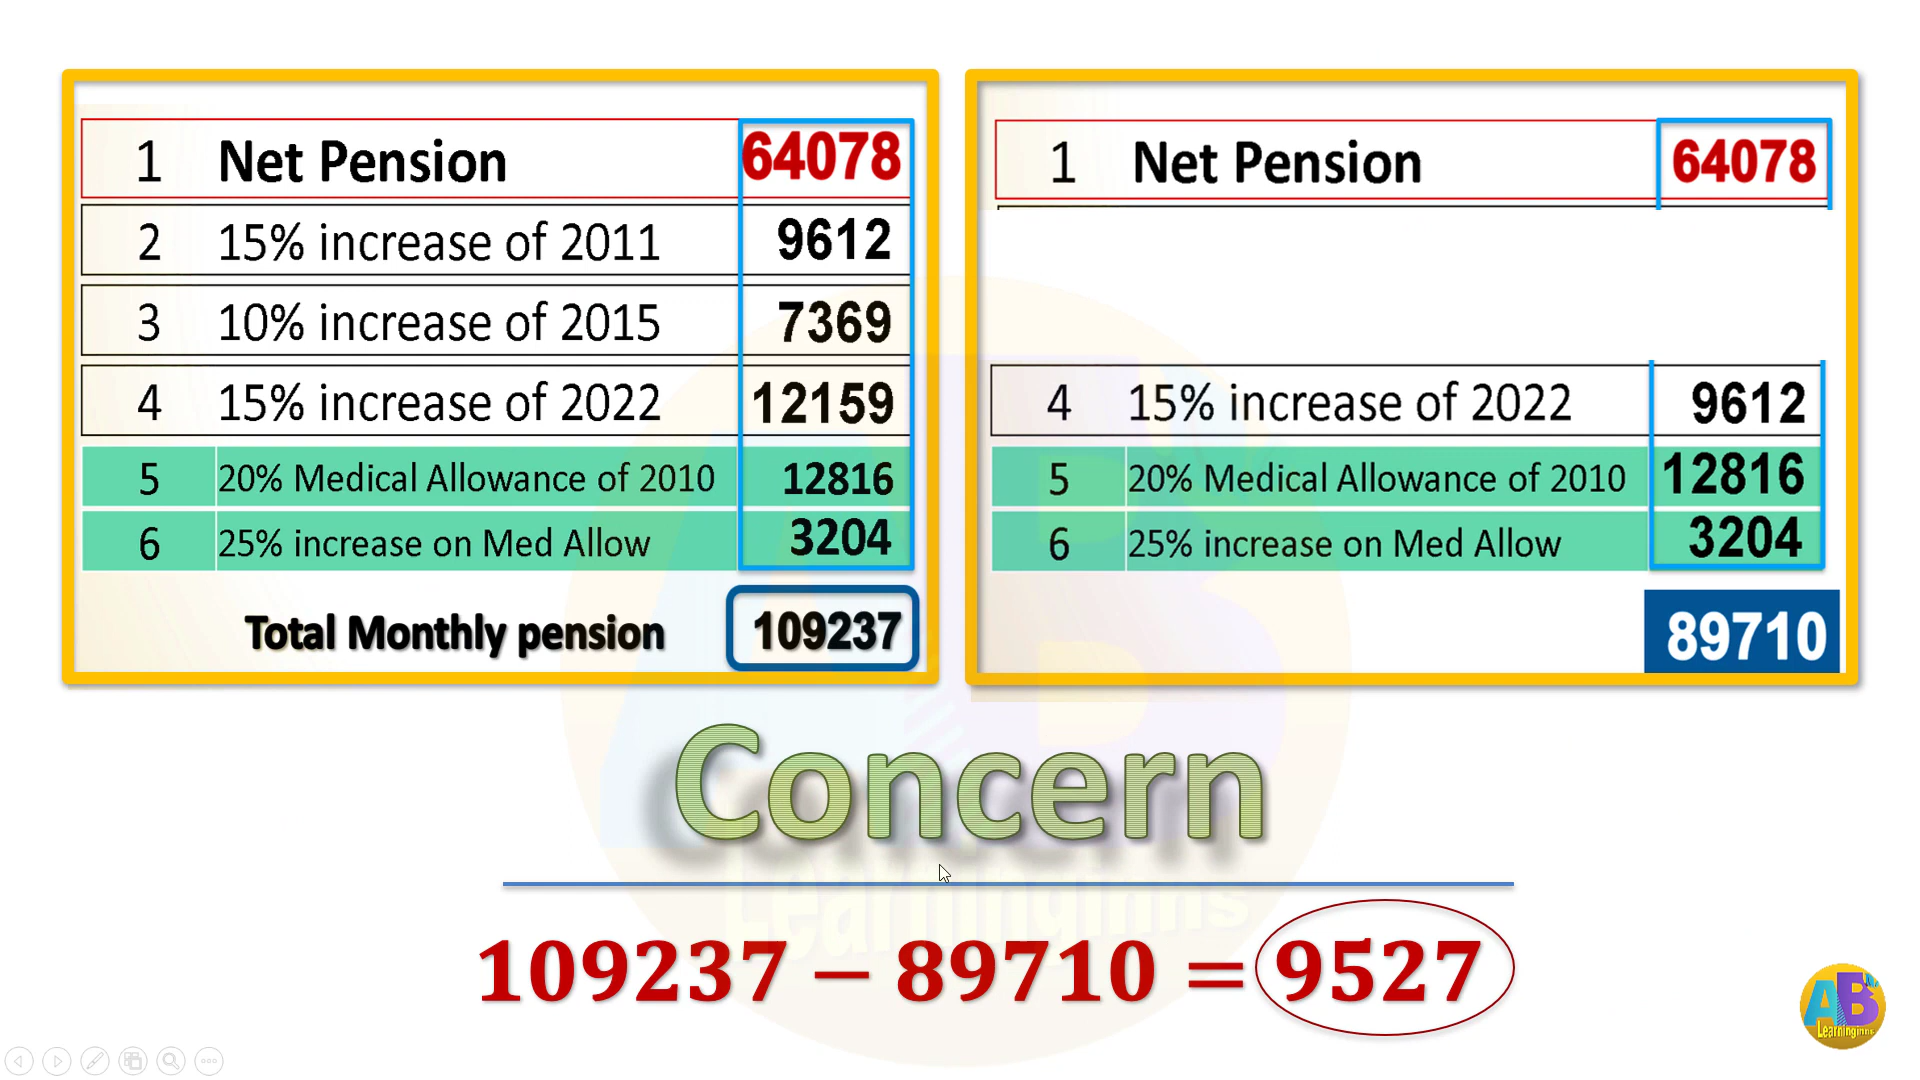 1 Net Pension 64078
2 15% increase of 2011 9612
3 10% increase of 2015 7369
4 15% increase of 2022 12159
5 20% Medical Allowance of 2010 12816
6 25% increase on Med Allow 3204
Total Monthly pension 109237
1 Net Pension 64078
4 15% increase of 2022 9612
5 20% Medical Allowance of 2010 12816
6 25% increase on Med Allow 3204
89710
Concern
Learninginns
109237 – 89710 = 9527
AB
Learninginns